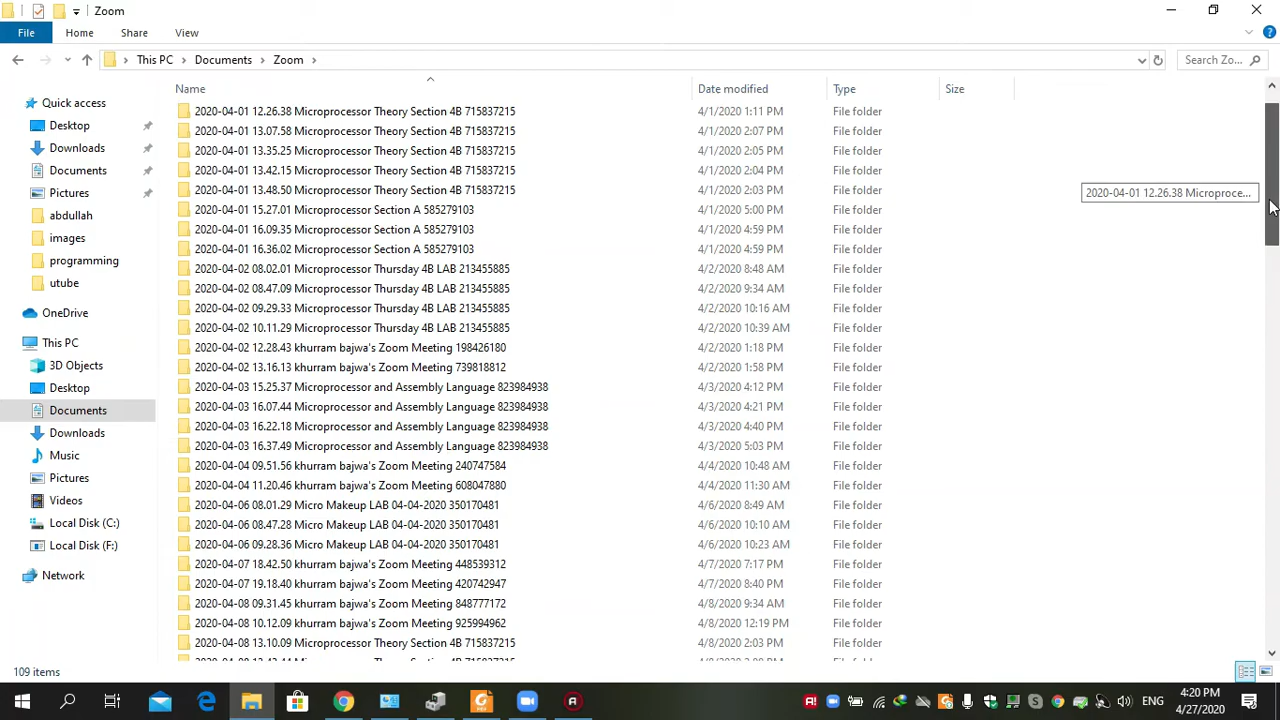 Zoom
File Home Share View
This PC Documents Zoom Search Zo...
Name Date modified Type Size
Quick access
Desktop
Downloads
Documents
Pictures
abdullah
images
programming
utube
OneDrive
This PC
3D Objects
Desktop
Documents
Downloads
Music
Pictures
Videos
Local Disk (C:)
Local Disk (F:)
Network
2020-04-01 12.26.38 Microprocessor Theory Section 4B 715837215 4/1/2020 1:11 PM File folder
2020-04-01 13.07.58 Microprocessor Theory Section 4B 715837215 4/1/2020 2:07 PM File folder
2020-04-01 13.35.25 Microprocessor Theory Section 4B 715837215 4/1/2020 2:05 PM File folder
2020-04-01 13.42.15 Microprocessor Theory Section 4B 715837215 4/1/2020 2:04 PM File folder
2020-04-01 13.48.50 Microprocessor Theory Section 4B 715837215 4/1/2020 2:03 PM File folder
2020-04-01 15.27.01 Microprocessor Section A 585279103 4/1/2020 5:00 PM File folder
2020-04-01 16.09.35 Microprocessor Section A 585279103 4/1/2020 4:59 PM File folder
2020-04-01 16.36.02 Microprocessor Section A 585279103 4/1/2020 4:59 PM File folder
2020-04-02 08.02.01 Microprocessor Thursday 4B LAB 213455885 4/2/2020 8:48 AM File folder
2020-04-02 08.47.09 Microprocessor Thursday 4B LAB 213455885 4/2/2020 9:34 AM File folder
2020-04-02 09.29.33 Microprocessor Thursday 4B LAB 213455885 4/2/2020 10:16 AM File folder
2020-04-02 10.11.29 Microprocessor Thursday 4B LAB 213455885 4/2/2020 10:39 AM File folder
2020-04-02 12.28.43 khurram bajwa's Zoom Meeting 198426180 4/2/2020 1:18 PM File folder
2020-04-02 13.16.13 khurram bajwa's Zoom Meeting 739818812 4/2/2020 1:58 PM File folder
2020-04-03 15.25.37 Microprocessor and Assembly Language 823984938 4/3/2020 4:12 PM File folder
2020-04-03 16.07.44 Microprocessor and Assembly Language 823984938 4/3/2020 4:21 PM File folder
2020-04-03 16.22.18 Microprocessor and Assembly Language 823984938 4/3/2020 4:40 PM File folder
2020-04-03 16.37.49 Microprocessor and Assembly Language 823984938 4/3/2020 5:03 PM File folder
2020-04-04 09.51.56 khurram bajwa's Zoom Meeting 240747584 4/4/2020 10:48 AM File folder
2020-04-04 11.20.46 khurram bajwa's Zoom Meeting 608047880 4/4/2020 11:30 AM File folder
2020-04-06 08.01.29 Micro Makeup LAB 04-04-2020 350170481 4/6/2020 8:49 AM File folder
2020-04-06 08.47.28 Micro Makeup LAB 04-04-2020 350170481 4/6/2020 10:10 AM File folder
2020-04-06 09.28.36 Micro Makeup LAB 04-04-2020 350170481 4/6/2020 10:23 AM File folder
2020-04-07 18.42.50 khurram bajwa's Zoom Meeting 448539312 4/7/2020 7:17 PM File folder
2020-04-07 19.18.40 khurram bajwa's Zoom Meeting 420742947 4/7/2020 8:40 PM File folder
2020-04-08 09.31.45 khurram bajwa's Zoom Meeting 848777172 4/8/2020 9:34 AM File folder
2020-04-08 10.12.09 khurram bajwa's Zoom Meeting 925994962 4/8/2020 12:19 PM File folder
2020-04-08 13.10.09 Microprocessor Theory Section 4B 715837215 4/8/2020 2:03 PM File folder
2020-04-01 12.26.38 Microproce...
109 items
ENG
4:20 PM
4/27/2020